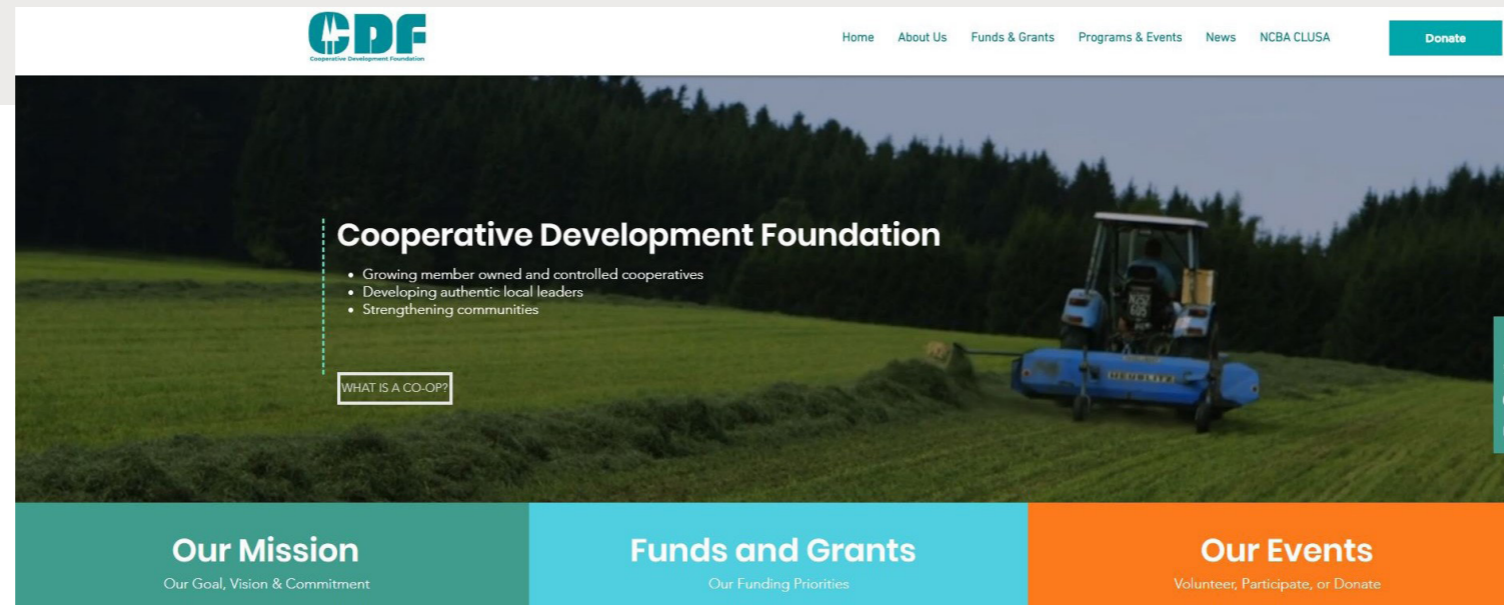 CDF
Cooperative Development Foundation
Home About Us Funds & Grants Programs & Events News NCBA CLUSA Donate
Cooperative Development Foundation
• Growing member owned and controlled cooperatives
• Developing authentic local leaders
• Strengthening communities
WHAT IS A CO-OP?
Our Mission Funds and Grants Our Events
Our Goal, Vision & Commitment Our Funding Priorities Volunteer, Participate, or Donate